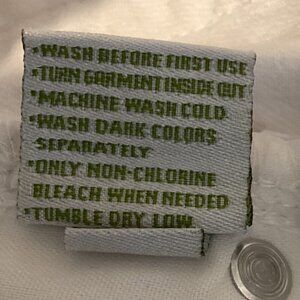 •WASH BEFORE FIRST USE
•TURN GARMENT INSIDE OUT
•MACHINE WASH COLD
•WASH DARK COLORS
SEPARATELY
•ONLY NON-CHLORINE
BLEACH WHEN NEEDED
•TUMBLE DRY LOW